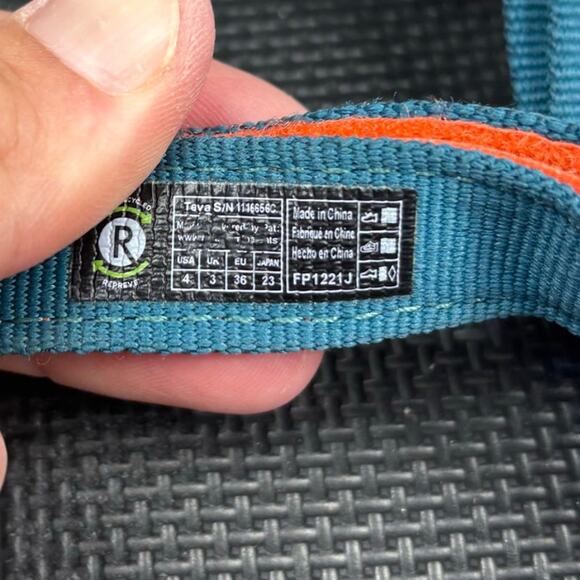 R
REPREVE
Teva S/N 1116656C
USA UK EU JAPAN
4 3 36 23
Made in China
Fabriqué en Chine
Hecho en China
FP1221J